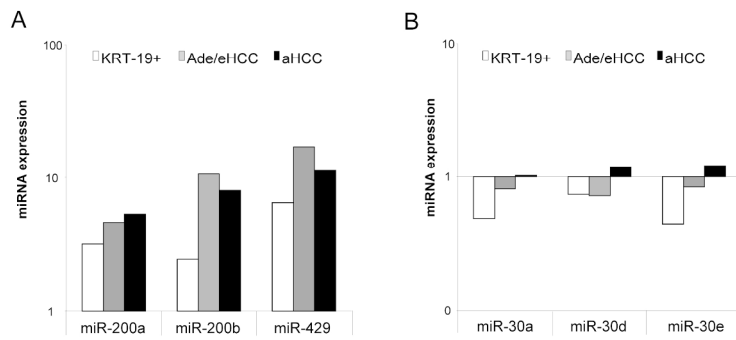 A
miRNA expression
100
10
1
KRT-19+ Ade/eHCC aHCC
miR-200a miR-200b miR-429
B
miRNA expression
10
1
0
KRT-19+ Ade/eHCC aHCC
miR-30a miR-30d miR-30e